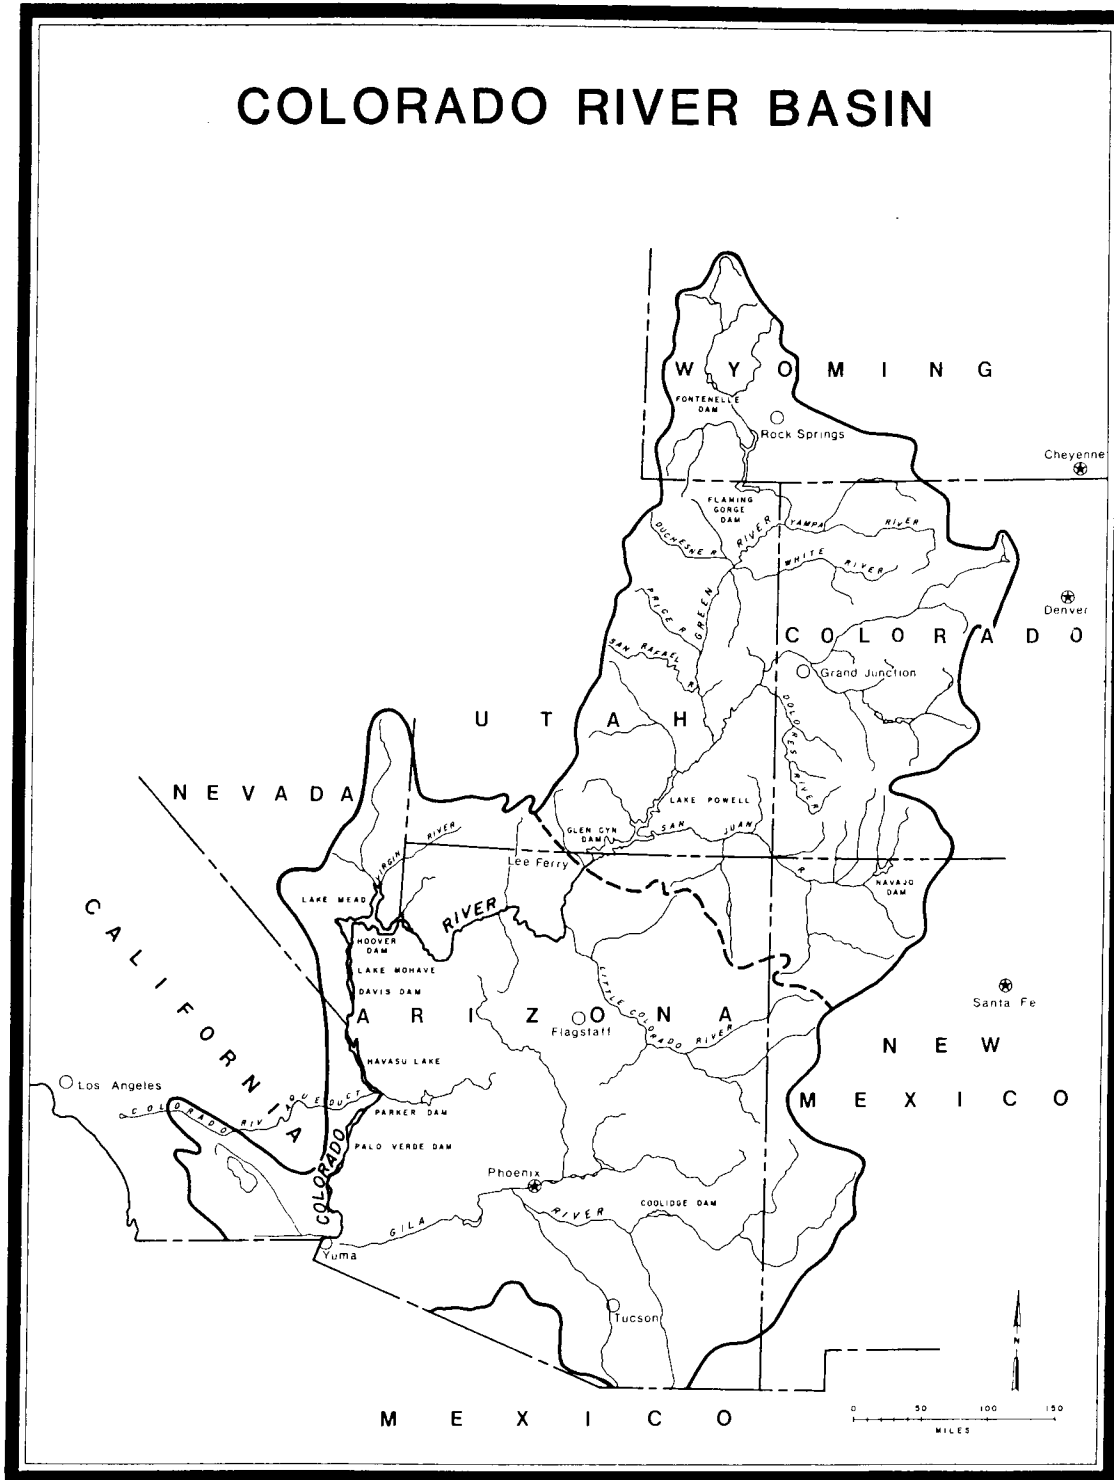 COLORADO RIVER BASIN
WYOMING
FONTENELLE
DAM
Rock Springs
Cheyenne
FLAMING
GORGE
DAM
DUCHESNE R
RIVER
YAMPA
RIVER
WHITE RIVER
GREEN
PRICE R
SAN RAFAEL R
Denver
COLORADO
Grand Junction
DOLORES RIVER
UTAH
NEVADA
LAKE POWELL
GLEN CYN
DAM
SAN JUAN
R
Lee Ferry
VIRGIN RIVER
NAVAJO
DAM
LAKE MEAD
RIVER
HOOVER
DAM
LAKE MOHAVE
DAVIS DAM
CALIFORNIA
ARIZONA
Flagstaff
LITTLE COLORADO RIVER
Santa Fe
NEW
MEXICO
HAVASU LAKE
Los Angeles
COLORADO RIV AQUEDUCT
PARKER DAM
PALO VERDE DAM
COLORADO
Phoenix
COOLIDGE DAM
GILA
RIVER
Yuma
Tucson
N
MEXICO
0 50 100 150
MILES